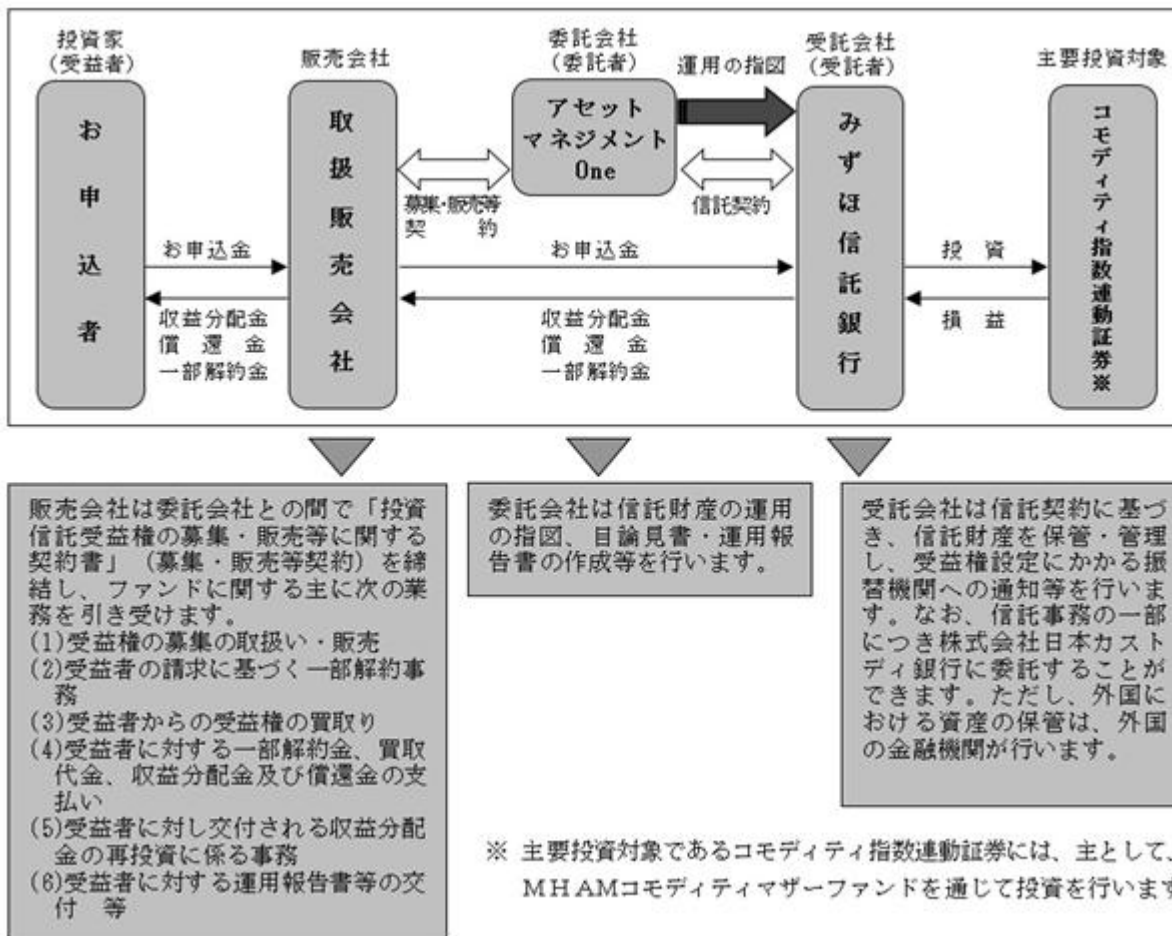 投資家
(受益者)
販売会社
委託会社
(委託者)
運用の指図
受託会社
(受託者)
主要投資対象
お申込者
取扱販売会社
アセット
マネジメント
One
みずほ信託銀行
コモディティ指数連動証券※
募集・販売等
契 約
信託契約
お申込金
収益分配金
償 還 金
一部解約金
お申込金
収益分配金
償 還 金
一部解約金
投 資
損 益
販売会社は委託会社との間で「投資
信託受益権の募集・販売等に関する
契約書」(募集・販売等契約)を締
結し、ファンドに関する主に次の業
務を引き受けます。
(1)受益権の募集の取扱い・販売
(2)受益者の請求に基づく一部解約事
務
(3)受益者からの受益権の買取り
(4)受益者に対する一部解約金、買取
代金、収益分配金及び償還金の支
払い
(5)受益者に対し交付される収益分配
金の再投資に係る事務
(6)受益者に対する運用報告書等の交
付 等
委託会社は信託財産の運用
の指図、目論見書・運用報
告書の作成等を行います。
受託会社は信託契約に基づ
き、信託財産を保管・管理
し、受益権設定にかかる振
替機関への通知等を行いま
す。なお、信託事務の一部
につき株式会社日本カスト
ディ銀行に委託することが
できます。ただし、外国に
おける資産の保管は、外国
の金融機関が行います。
※ 主要投資対象であるコモディティ指数連動証券には、主として、
MHAMコモディティマザーファンドを通じて投資を行います